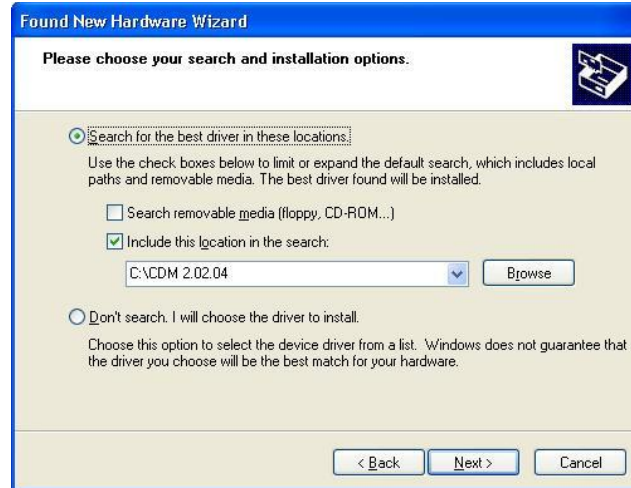 Found New Hardware Wizard
Please choose your search and installation options.
Search for the best driver in these locations.
Use the check boxes below to limit or expand the default search, which includes local
paths and removable media. The best driver found will be installed.
Search removable media (floppy, CD-ROM...)
Include this location in the search:
C:\CDM 2.02.04
Browse
Don't search. I will choose the driver to install.
Choose this option to select the device driver from a list. Windows does not guarantee that
the driver you choose will be the best match for your hardware.
< Back
Next >
Cancel